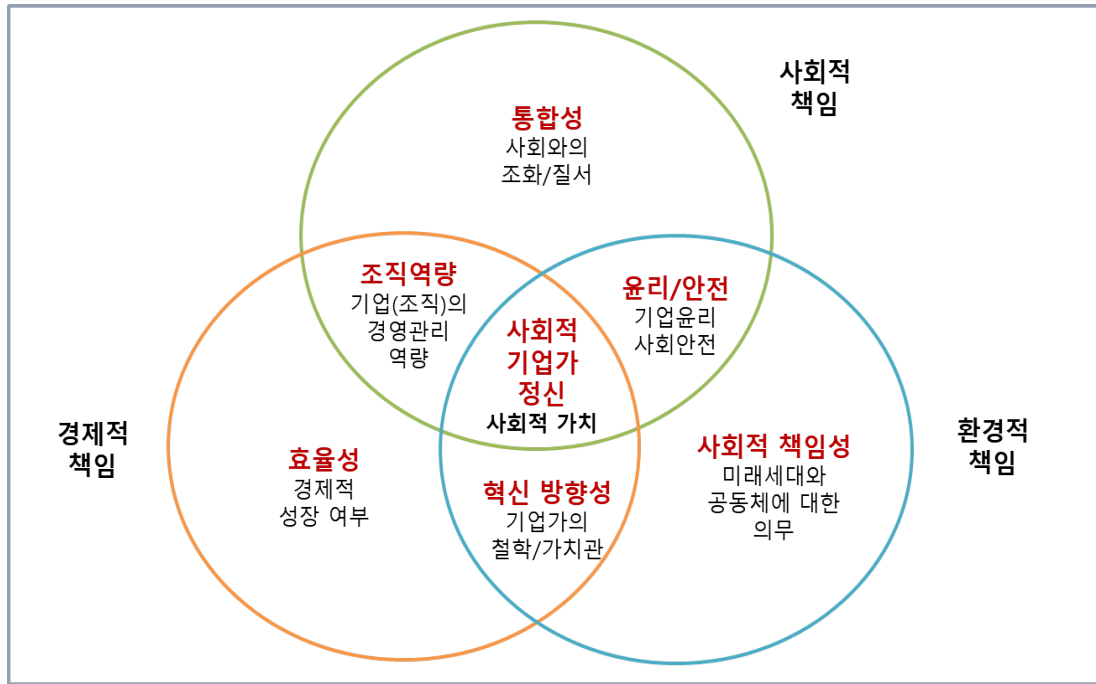 사회적
책임
통합성
사회와의
조화/질서
조직역량
기업(조직)의
경영관리
역량
윤리/안전
기업윤리
사회안전
사회적
기업가
정신
사회적 가치
경제적
책임
환경적
책임
효율성
경제적
성장 여부
혁신 방향성
기업가의
철학/가치관
사회적 책임성
미래세대와
공동체에 대한
의무